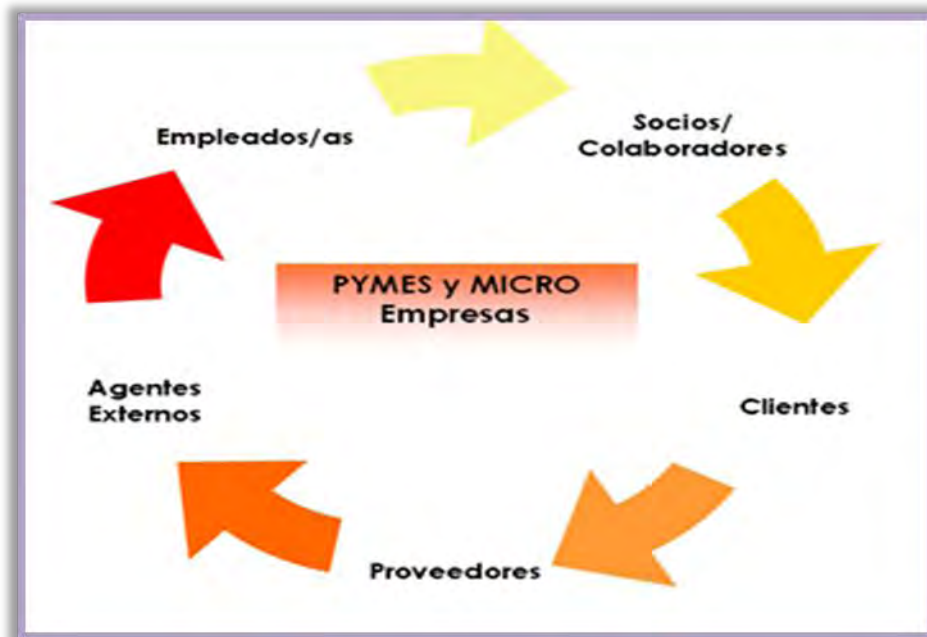 Empleados/as
Socios/
Colaboradores
PYMES y MICRO
Empresas
Agentes
Externos
Clientes
Proveedores